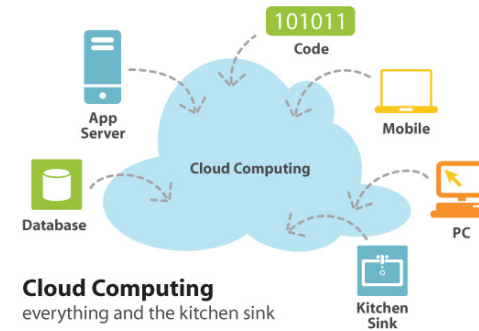 101011
Code
App
Server
Mobile
Cloud Computing
Database
PC
Kitchen
Sink
Cloud Computing
everything and the kitchen sink